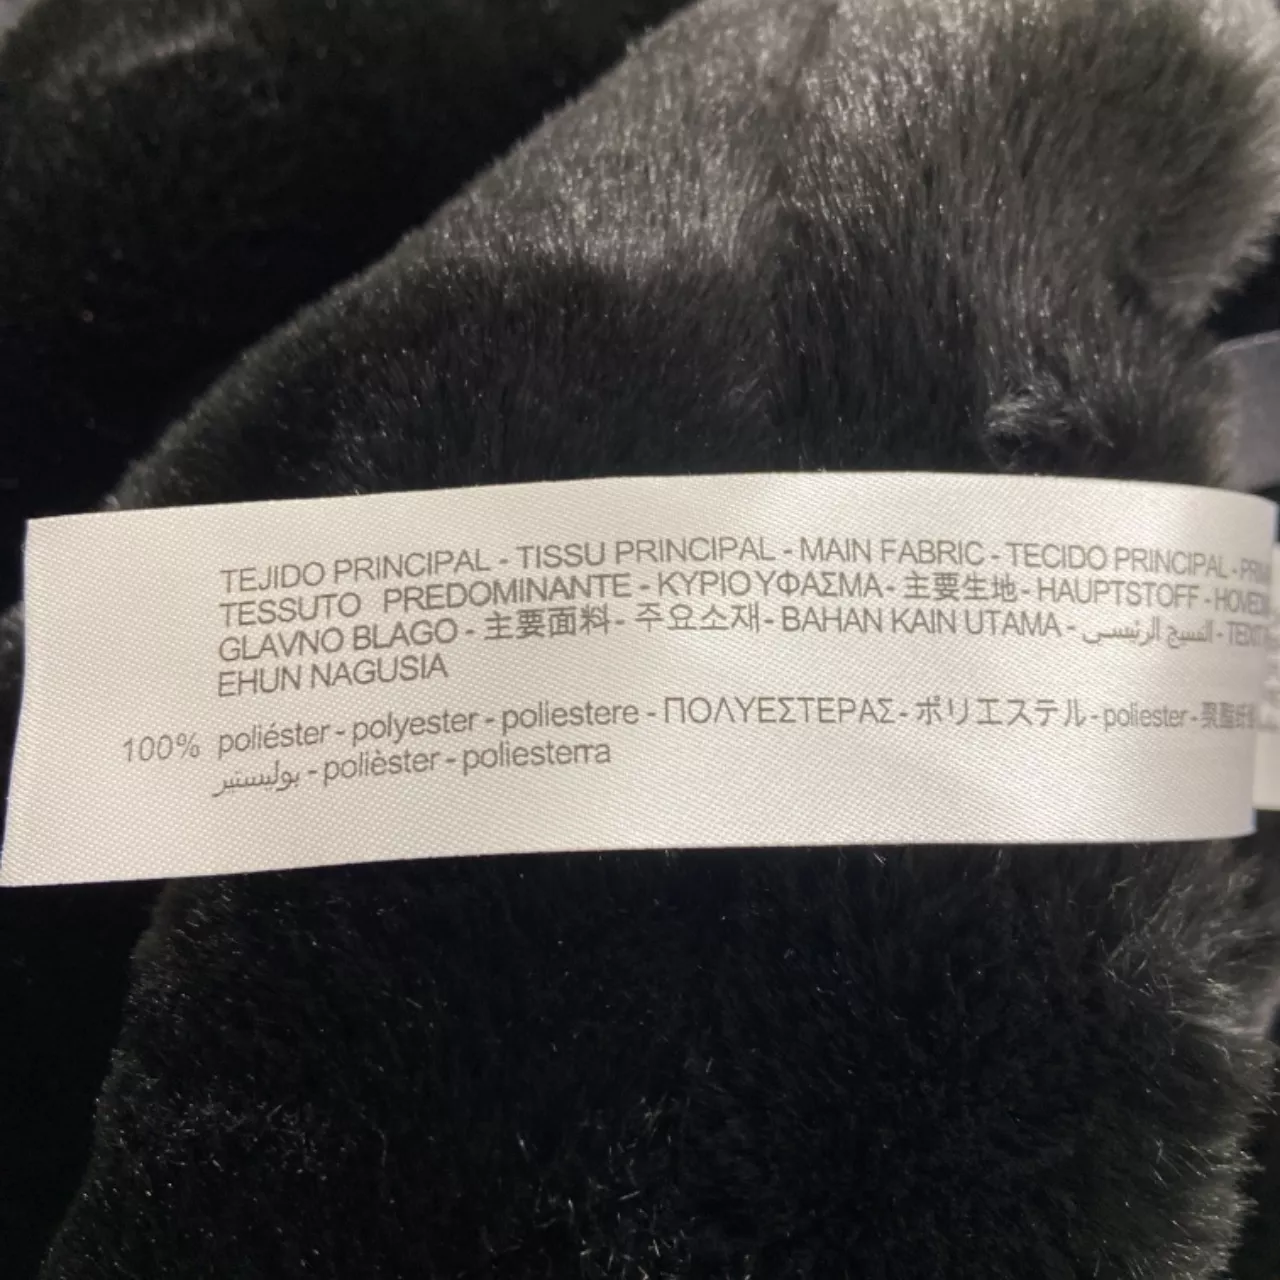 TEJIDO PRINCIPAL - TISSU PRINCIPAL - MAIN FABRIC - TECIDO PRINCIPAL -
TESSUTO PREDOMINANTE - ΚΥΡΙΟ ΥΦΑΣΜΑ - 主要生地 - HAUPTSTOFF -
GLAVNO BLAGO - 主要面料 - 주요소재 - BAHAN KAIN UTAMA - النسيج الرئيسي -
EHUN NAGUSIA
100% poliéster - polyester - poliestere - ΠΟΛΥΕΣΤΕΡΑΣ - ポリエステル - poliester -
بوليستير - polièster - poliesterra